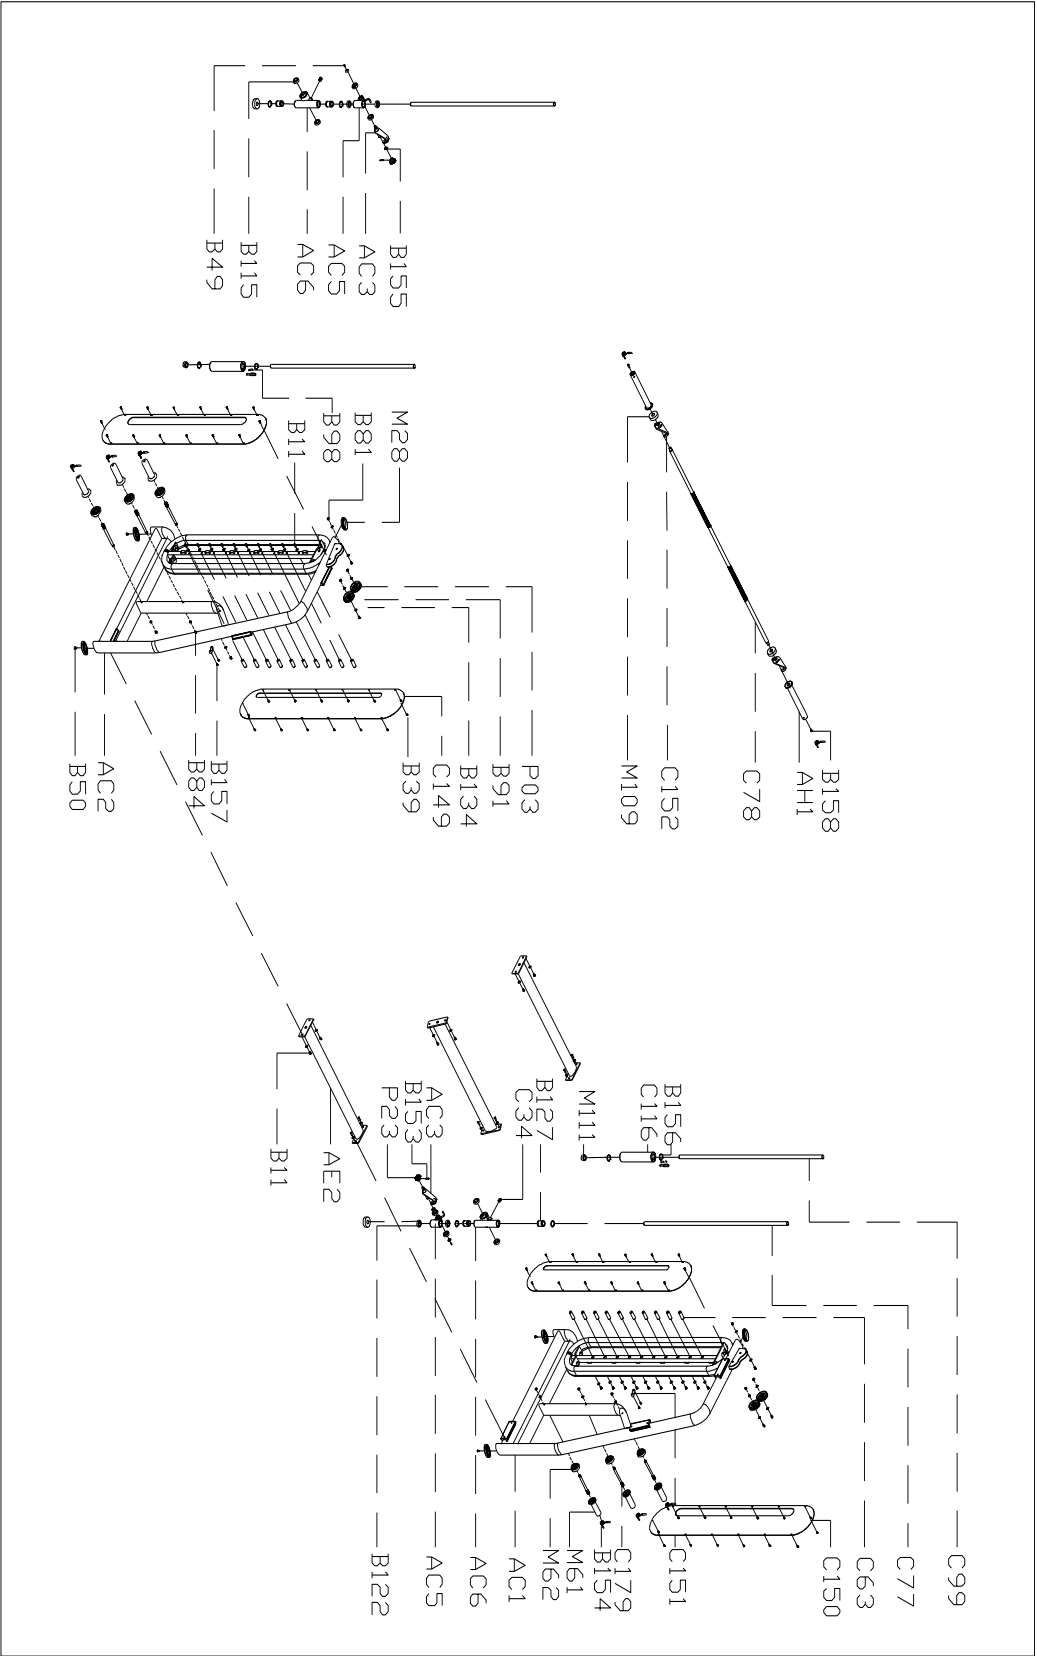 B49
B115
AC6
AC5
AC3
B155
B98
B11
B81
M28
M109
C152
C78
AH1
B158
B50
AC2
B84
B157
B39
C149
B134
B91
P03
B11
AE2
P23
B153
AC3
C34
B127
M111
C116
B156
B122
AC5
AC6
AC1
M62
M61
B154
C179
C151
C150
C63
C77
C99